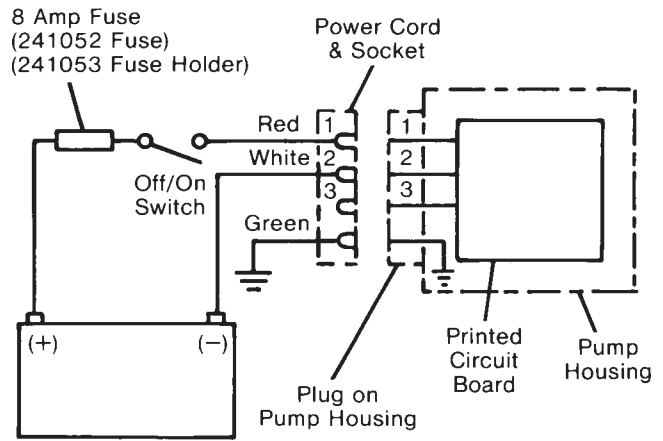 8 Amp Fuse
(241052 Fuse)
(241053 Fuse Holder)
Power Cord
& Socket
Red
1
1
White
2
2
Off/On
Switch
3
3
Green
(+)
(−)
Printed
Circuit
Board
Pump
Housing
Plug on
Pump Housing